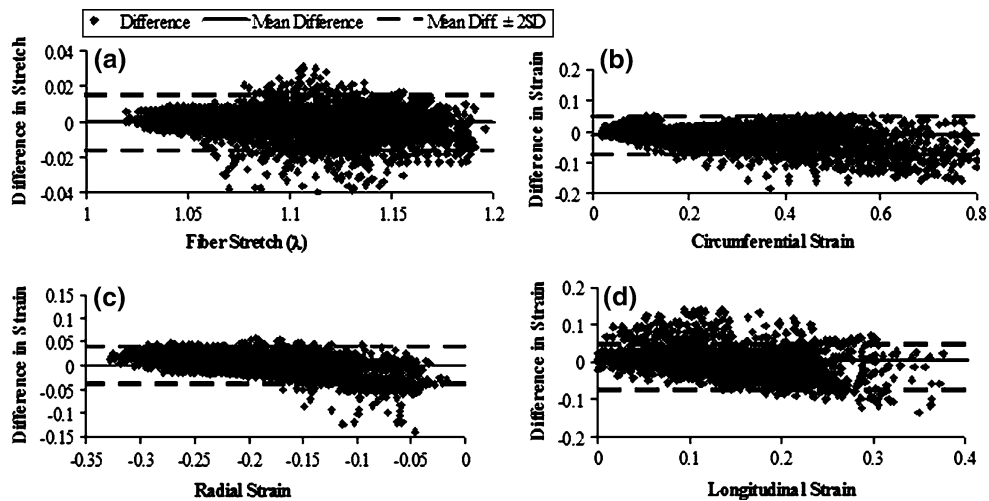 Difference Mean Difference Mean Diff. ± 2SD
(a)
Difference in Stretch
0.04
0.02
0
-0.02
-0.04
1 1.05 1.1 1.15 1.2
Fiber Stretch (λ)
(b)
Difference in Strain
0.2
0.1
0
-0.1
-0.2
0 0.2 0.4 0.6 0.8
Circumferential Strain
(c)
Difference in Strain
0.15
0.1
0.05
0
-0.05
-0.1
-0.15
-0.35 -0.3 -0.25 -0.2 -0.15 -0.1 -0.05 0
Radial Strain
(d)
Difference in Strain
0.2
0.1
0
-0.1
-0.2
0 0.1 0.2 0.3 0.4
Longitudinal Strain